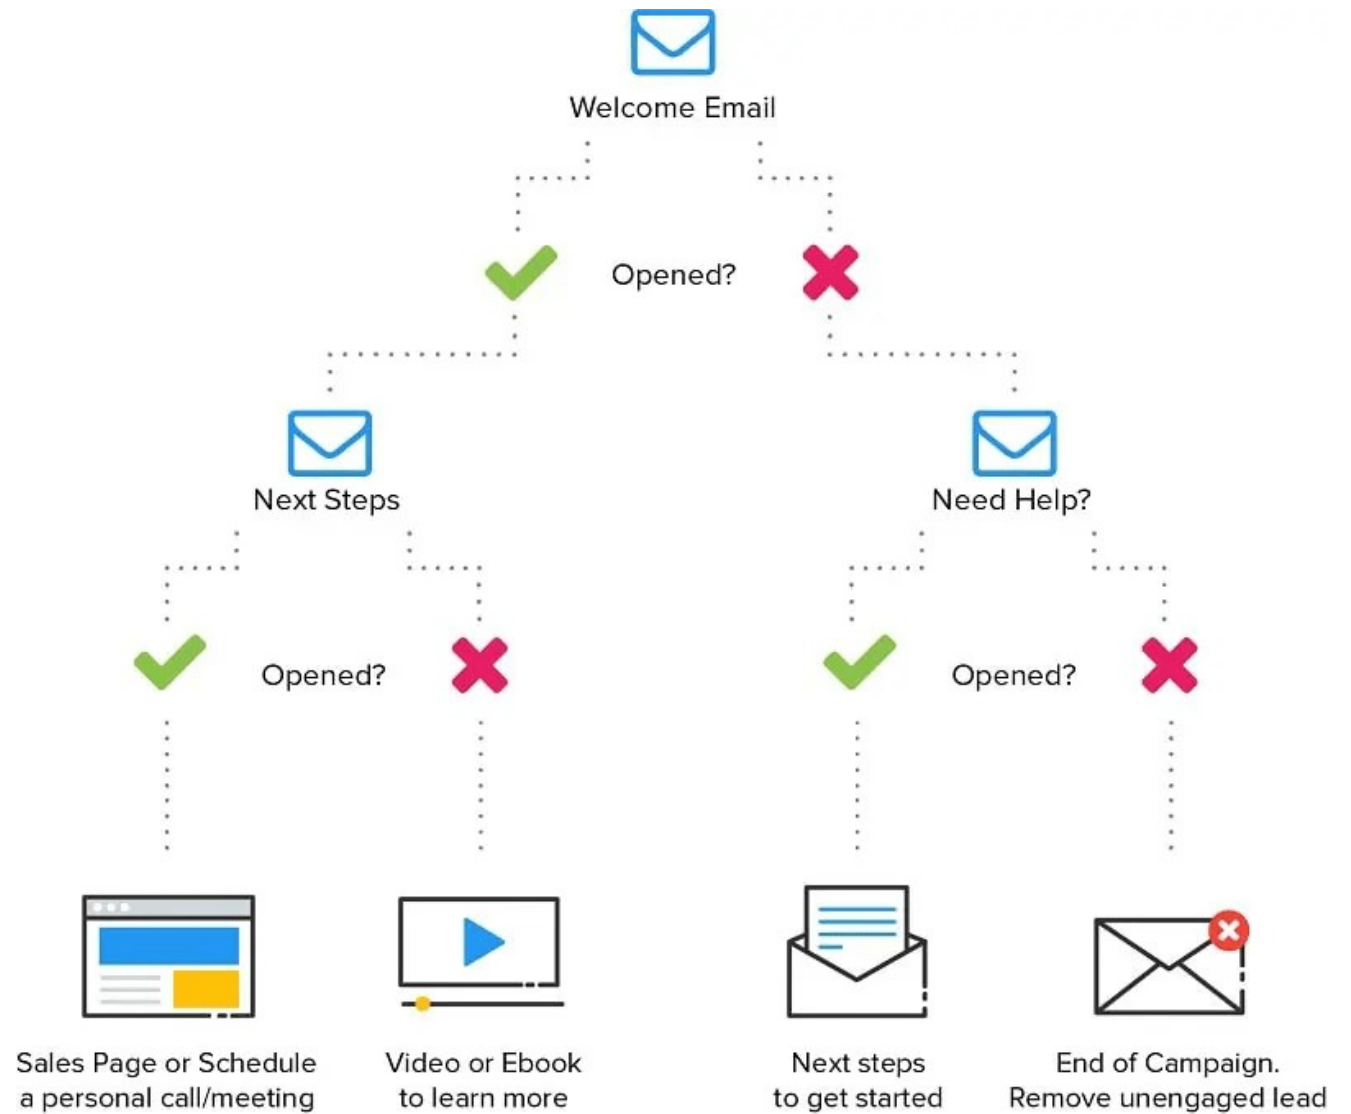 Welcome Email
Opened?
Next Steps
Need Help?
Opened?
Opened?
Sales Page or Schedule
a personal call/meeting
Video or Ebook
to learn more
Next steps
to get started
End of Campaign.
Remove unengaged lead